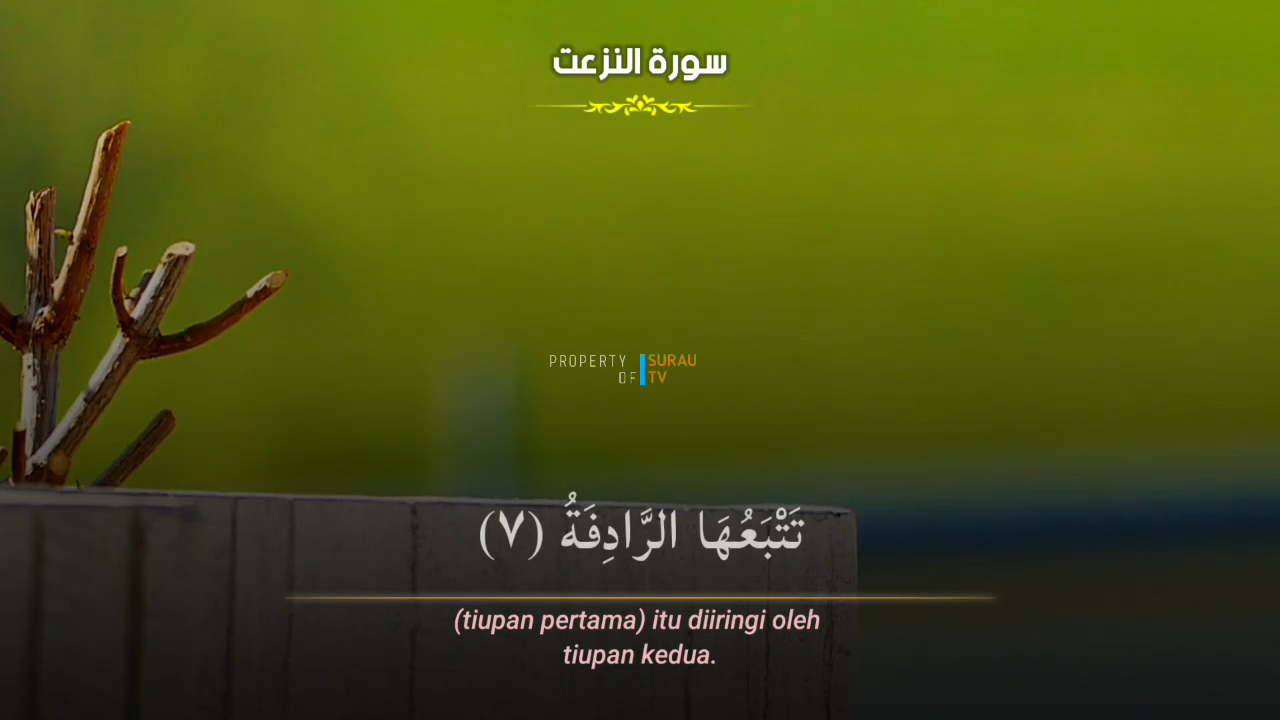 سورة النزعت
PROPERTY OF SURAU TV
تَتْبَعُهَا الرَّادِفَةُ (٧)
(tiupan pertama) itu diiringi oleh
tiupan kedua.